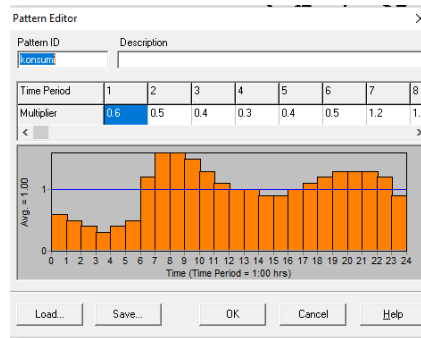 Pattern Editor
Pattern ID Description
konsumi
Time Period 1 2 3 4 5 6 7 8
Multiplier 0.6 0.5 0.4 0.3 0.4 0.5 1.2 1.
Avg. = 1.00
1
0
0 1 2 3 4 5 6 7 8 9 10 11 12 13 14 15 16 17 18 19 20 21 22 23 24
Time (Time Period = 1:00 hrs)
Load... Save... OK Cancel Help